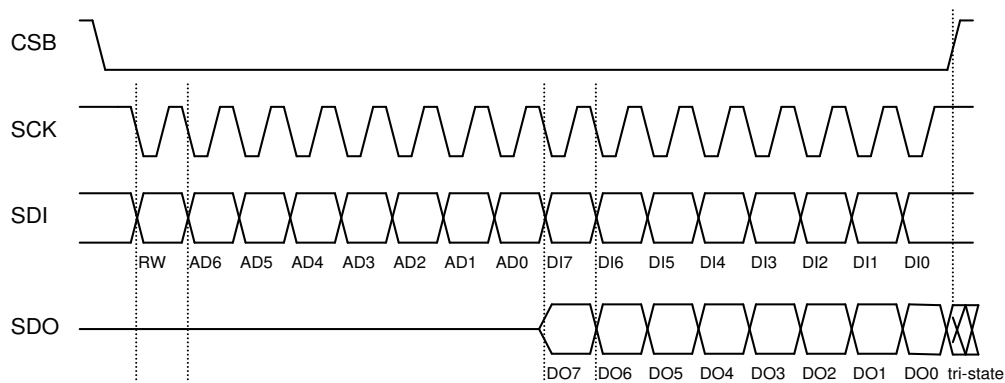 CSB
SCK
SDI
RW AD6 AD5 AD4 AD3 AD2 AD1 AD0 DI7 DI6 DI5 DI4 DI3 DI2 DI1 DI0
SDO
DO7 DO6 DO5 DO4 DO3 DO2 DO1 DO0 tri-state